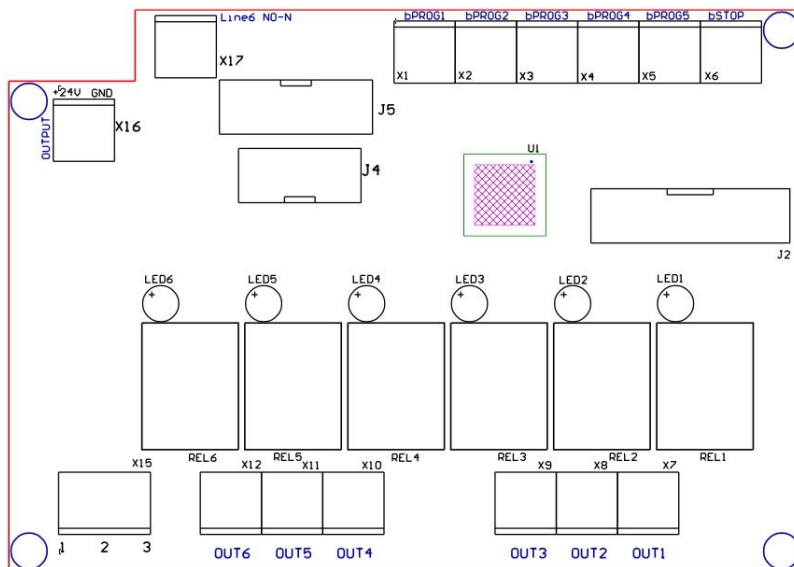 Line6 NO-N
bPROG1 bPROG2 bPROG3 bPROG4 bPROG5 bSTOP
X17
X1 X2 X3 X4 X5 X6
+24V GND
OUTPUT
X16
J5
J4
U1
J2
LED6 LED5 LED4 LED3 LED2 LED1
+ + + + + +
REL6 REL5 REL4 REL3 REL2 REL1
X15 X12 X11 X10 X9 X8 X7
1 2 3
OUT6 OUT5 OUT4 OUT3 OUT2 OUT1